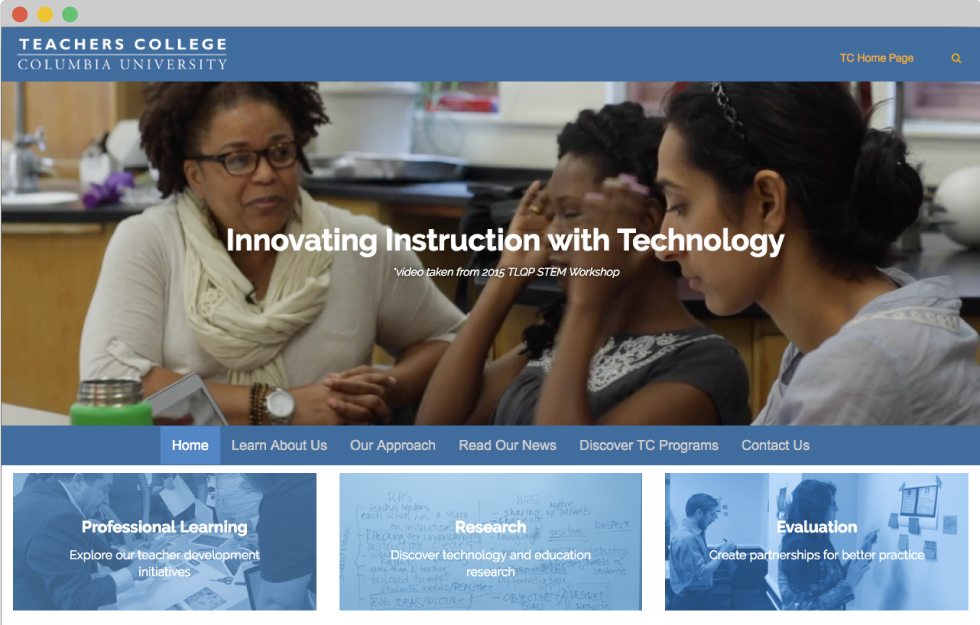 TEACHERS COLLEGE
COLUMBIA UNIVERSITY
TC Home Page
Innovating Instruction with Technology
*video taken from 2015 TLQP STEM Workshop
Home
Learn About Us
Our Approach
Read Our News
Discover TC Programs
Contact Us
Professional Learning
Explore our teacher development
initiatives
Research
Discover technology and education
research
Evaluation
Create partnerships for better practice